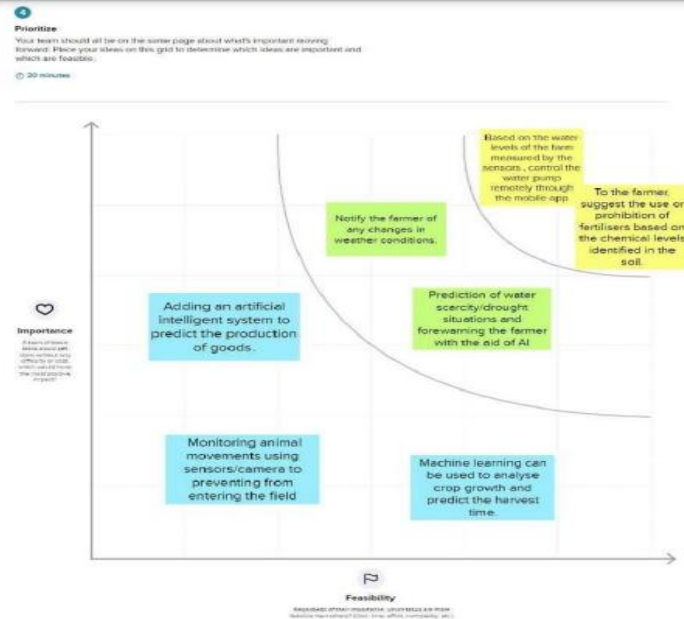 4
Prioritize
Your team should all be on the same page about what's important moving
forward. Place your ideas on this grid to determine which ideas are important and
which are feasible.
20 minutes
Based on the water
levels of the farm
measured by the
sensors , control the
water pump
remotely through
the mobile app
To the farmer,
suggest the use or
prohibition of
fertilisers based on
the chemical levels
identified in the
soil.
Notify the farmer of
any changes in
weather conditions.
Prediction of water
scarcity/drought
situations and
forewarning the farmer
with the aid of AI
Adding an artificial
intelligent system to
predict the production
of goods.
Importance
Monitoring animal
movements using
sensors/camera to
preventing from
entering the field
Machine learning can
be used to analyse
crop growth and
predict the harvest
time.
Feasibility